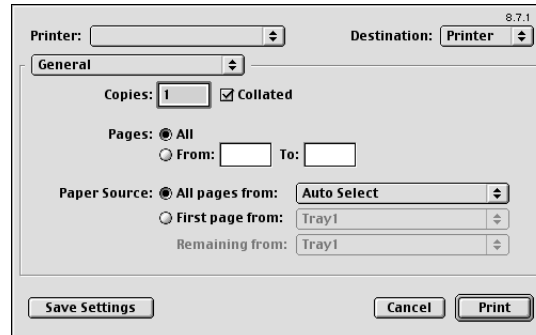 8.7.1
Printer: Destination: Printer
General
Copies: 1 Collated
Pages: All
From: To:
Paper Source: All pages from: Auto Select
First page from: Tray1
Remaining from: Tray1
Save Settings Cancel Print